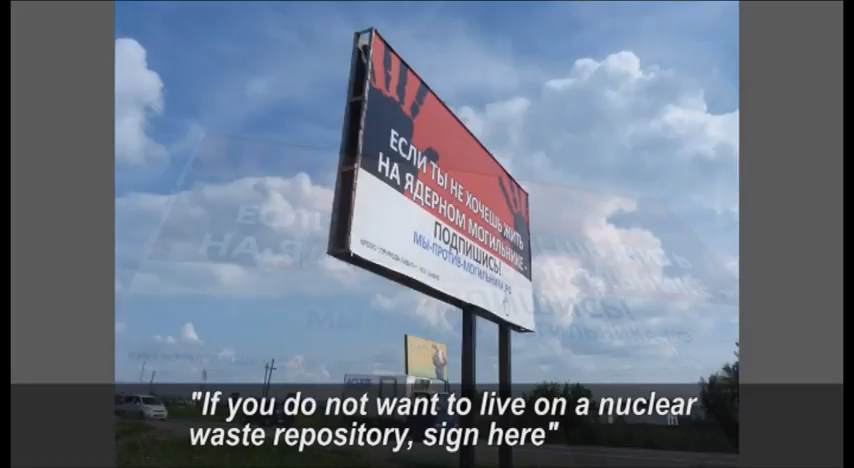 ЕСЛИ ТЫ НЕ ХОЧЕШЬ ЖИТЬ
НА ЯДЕРНОМ МОГИЛЬНИКЕ -
ПОДПИШИСЬ!
МЫ-ПРОТИВ-МОГИЛЬНИКА.РФ
"If you do not want to live on a nuclear
waste repository, sign here"